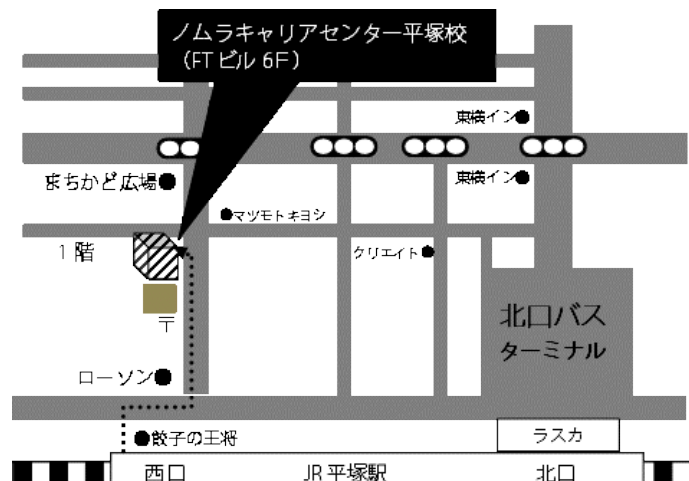 ノムラキャリアセンター平塚校
（FTビル 6F）
東横イン
まちかど広場
東横イン
マツモトキヨシ
1階
クリエイト
〒
北口バス
ターミナル
ローソン
餃子の王将
ラスカ
西口
JR平塚駅
北口